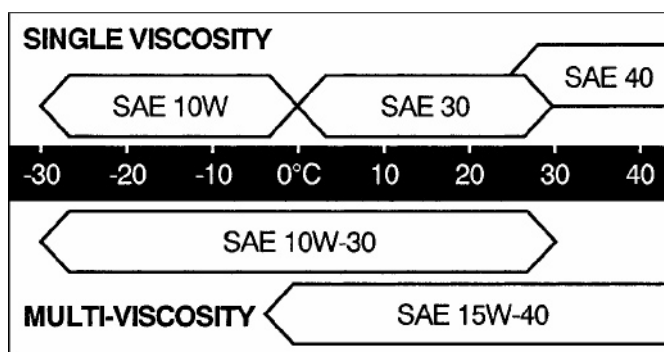 SINGLE VISCOSITY
SAE 40
SAE 10W SAE 30
-30 -20 -10 0°C 10 20 30 40
SAE 10W-30
MULTI-VISCOSITY SAE 15W-40